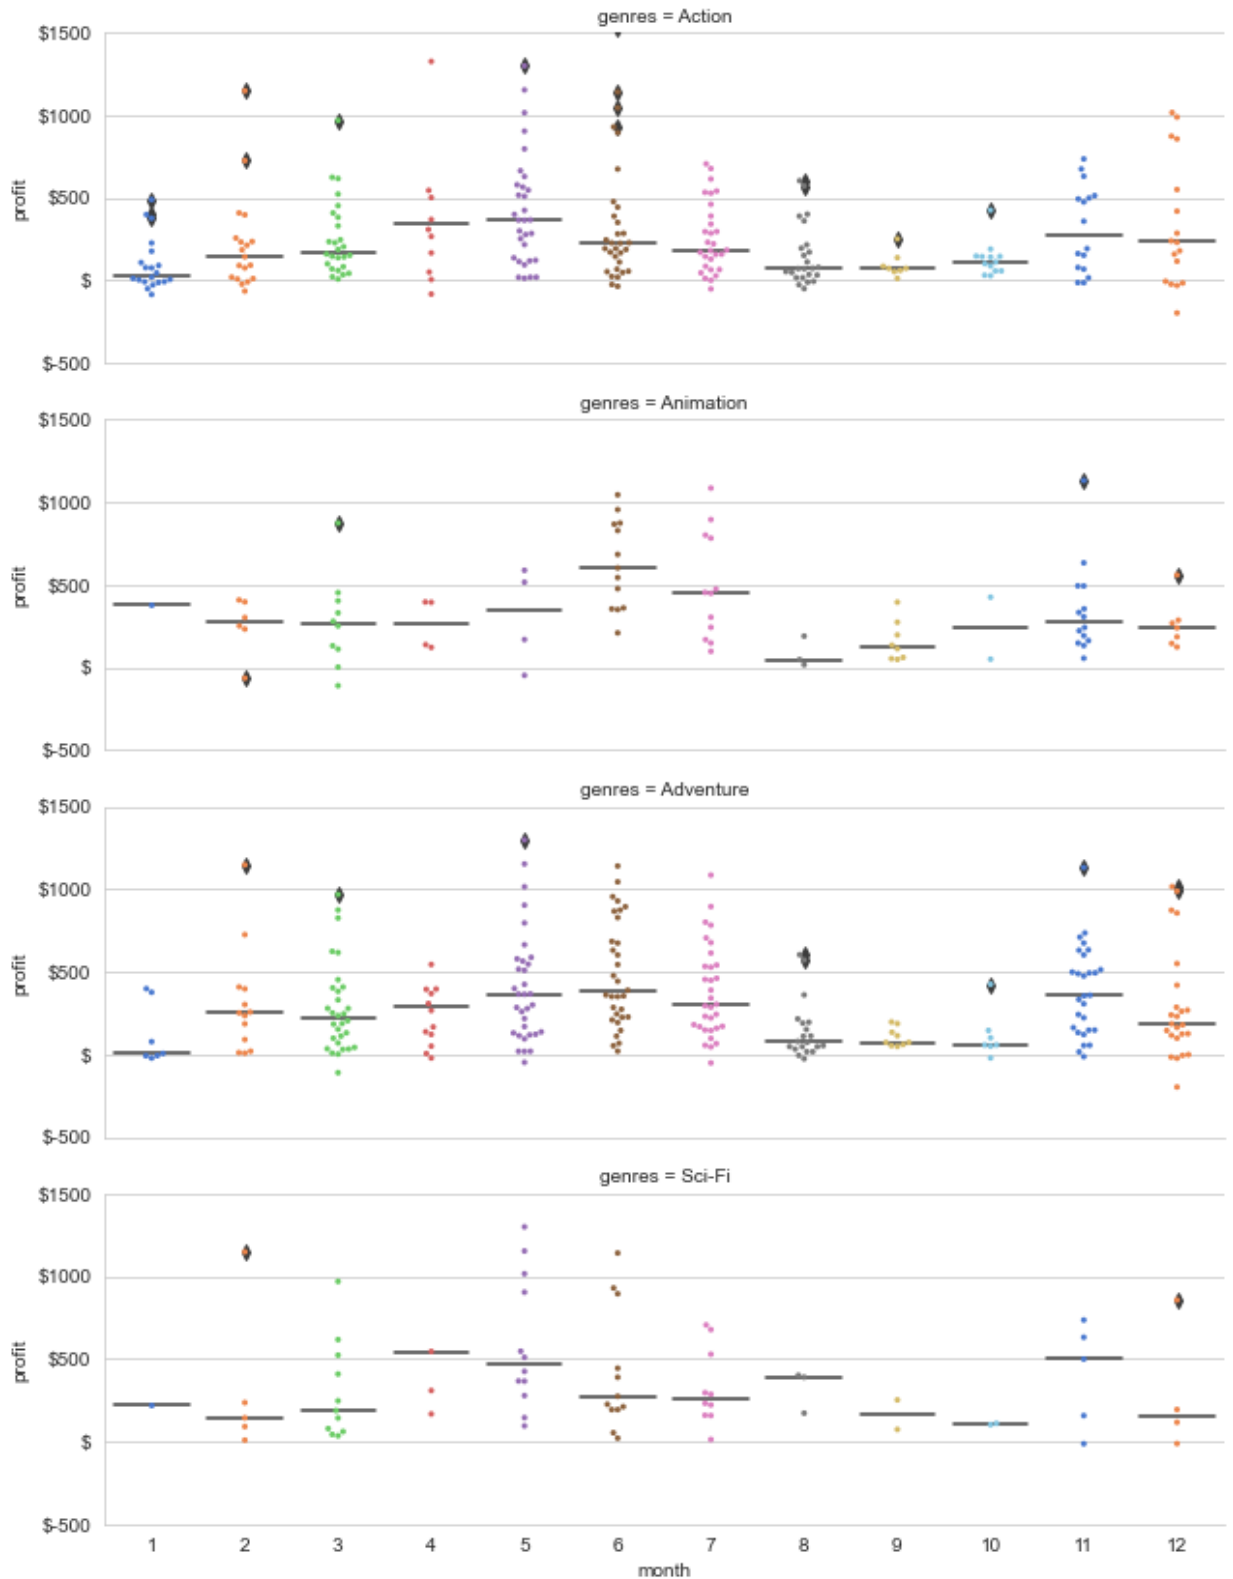 genres = Action
$1500
$1000
$500
$
$-500
profit
genres = Animation
$1500
$1000
$500
$
$-500
profit
genres = Adventure
$1500
$1000
$500
$
$-500
profit
genres = Sci-Fi
$1500
$1000
$500
$
$-500
profit
1 2 3 4 5 6 7 8 9 10 11 12
month